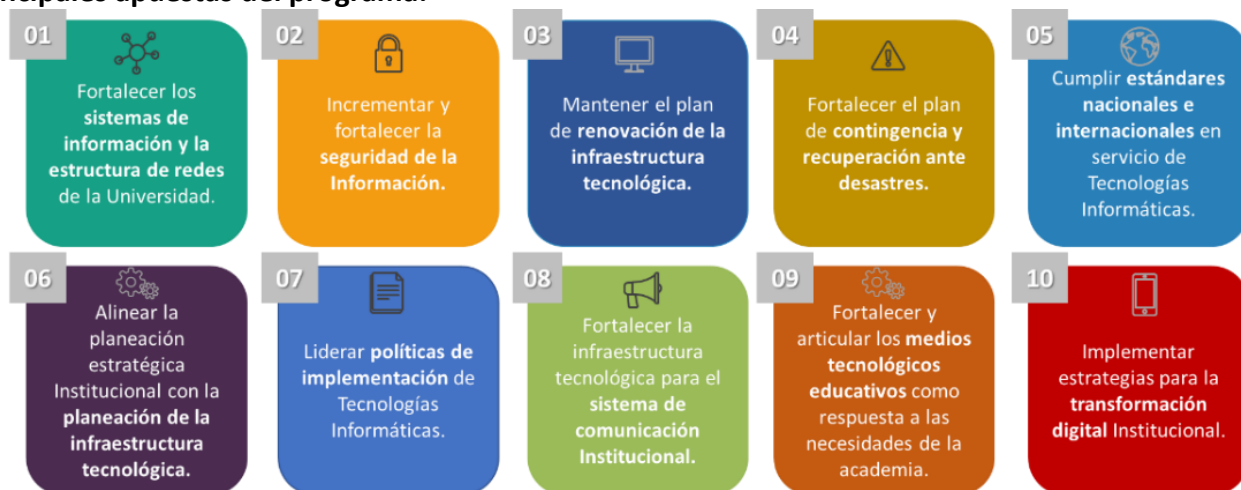 principales apuestas del programa.
01
Fortalecer los
sistemas de
información y la
estructura de redes
de la Universidad.
02
Incrementar y
fortalecer la
seguridad de la
Información.
03
Mantener el plan
de renovación de la
infraestructura
tecnológica.
04
Fortalecer el plan
de contingencia y
recuperación ante
desastres.
05
Cumplir estándares
nacionales e
internacionales en
servicio de
Tecnologías
Informáticas.
06
Alinear la
planeación
estratégica
Institucional con la
planeación de la
infraestructura
tecnológica.
07
Liderar políticas de
implementación de
Tecnologías
Informáticas.
08
Fortalecer la
infraestructura
tecnológica para el
sistema de
comunicación
Institucional.
09
Fortalecer y
articular los medios
tecnológicos
educativos como
respuesta a las
necesidades de la
academia.
10
Implementar
estrategias para la
transformación
digital Institucional.